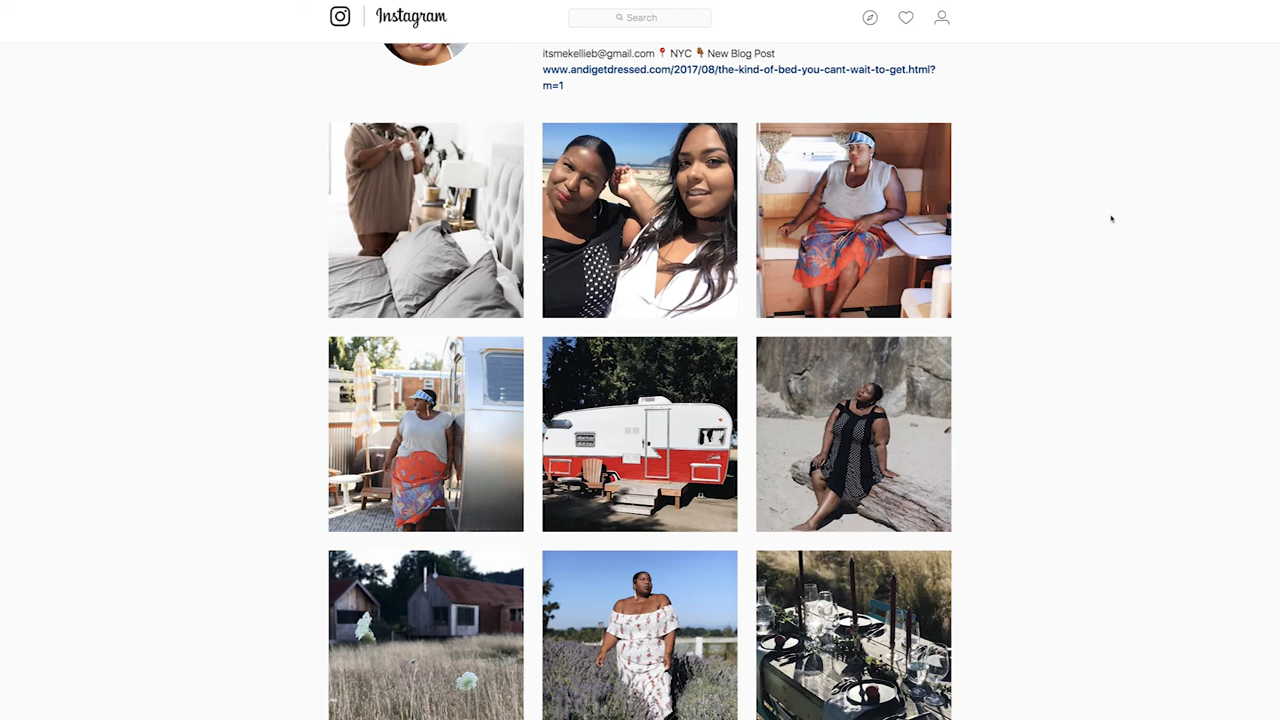 Instagram
Search
itsmekellieb@gmail.com 📍 NYC 👇🏾 New Blog Post
www.andigetdressed.com/2017/08/the-kind-of-bed-you-cant-wait-to-get.html?
m=1